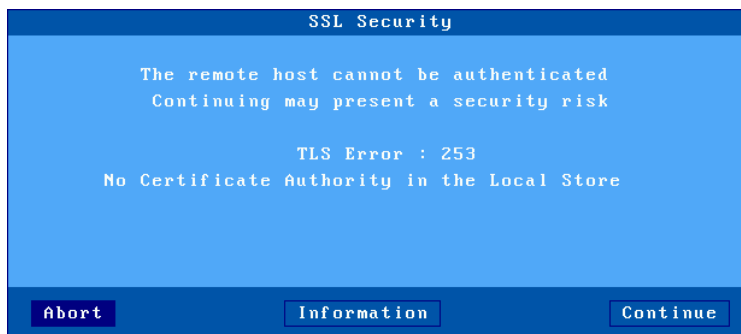 SSL Security
The remote host cannot be authenticated
Continuing may present a security risk
TLS Error : 253
No Certificate Authority in the Local Store
Abort Information Continue